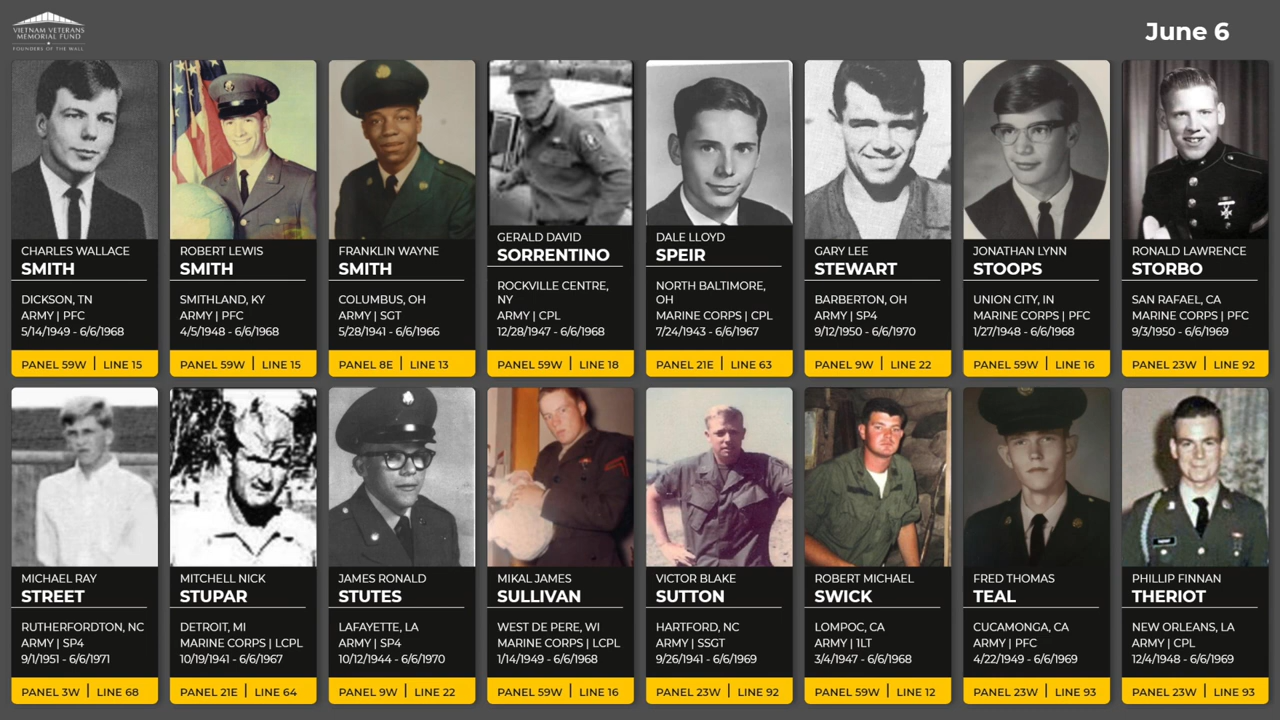 VIETNAM VETERANS
MEMORIAL FUND
FOUNDERS OF THE WALL
June 6
CHARLES WALLACE
SMITH
DICKSON, TN
ARMY | PFC
5/14/1949 - 6/6/1968
PANEL 59W | LINE 15
ROBERT LEWIS
SMITH
SMITHLAND, KY
ARMY | PFC
4/5/1948 - 6/6/1968
PANEL 59W | LINE 15
FRANKLIN WAYNE
SMITH
COLUMBUS, OH
ARMY | SGT
5/28/1941 - 6/6/1966
PANEL 8E | LINE 13
GERALD DAVID
SORRENTINO
ROCKVILLE CENTRE,
NY
ARMY | CPL
12/28/1947 - 6/6/1968
PANEL 59W | LINE 18
DALE LLOYD
SPEIR
NORTH BALTIMORE,
OH
MARINE CORPS | CPL
7/24/1943 - 6/6/1967
PANEL 21E | LINE 63
GARY LEE
STEWART
BARBERTON, OH
ARMY | SP4
9/12/1950 - 6/6/1970
PANEL 9W | LINE 22
JONATHAN LYNN
STOOPS
UNION CITY, IN
MARINE CORPS | PFC
1/27/1948 - 6/6/1968
PANEL 59W | LINE 16
RONALD LAWRENCE
STORBO
SAN RAFAEL, CA
MARINE CORPS | PFC
9/3/1950 - 6/6/1969
PANEL 23W | LINE 92
MICHAEL RAY
STREET
RUTHERFORDTON, NC
ARMY | SP4
9/1/1951 - 6/6/1971
PANEL 3W | LINE 68
MITCHELL NICK
STUPAR
DETROIT, MI
MARINE CORPS | LCPL
10/19/1941 - 6/6/1967
PANEL 21E | LINE 64
JAMES RONALD
STUTES
LAFAYETTE, LA
ARMY | SP4
10/12/1944 - 6/6/1970
PANEL 9W | LINE 22
MIKAL JAMES
SULLIVAN
WEST DE PERE, WI
MARINE CORPS | LCPL
1/14/1949 - 6/6/1968
PANEL 59W | LINE 16
VICTOR BLAKE
SUTTON
HARTFORD, NC
ARMY | SSGT
9/26/1941 - 6/6/1969
PANEL 23W | LINE 92
ROBERT MICHAEL
SWICK
LOMPOC, CA
ARMY | 1LT
3/4/1947 - 6/6/1968
PANEL 59W | LINE 12
FRED THOMAS
TEAL
CUCAMONGA, CA
ARMY | PFC
4/22/1949 - 6/6/1969
PANEL 23W | LINE 93
PHILLIP FINNAN
THERIOT
NEW ORLEANS, LA
ARMY | CPL
12/4/1948 - 6/6/1969
PANEL 23W | LINE 93